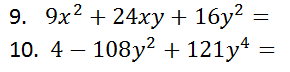 9. 9x² + 24xy + 16y² =
10. 4 − 108y² + 121y⁴ =